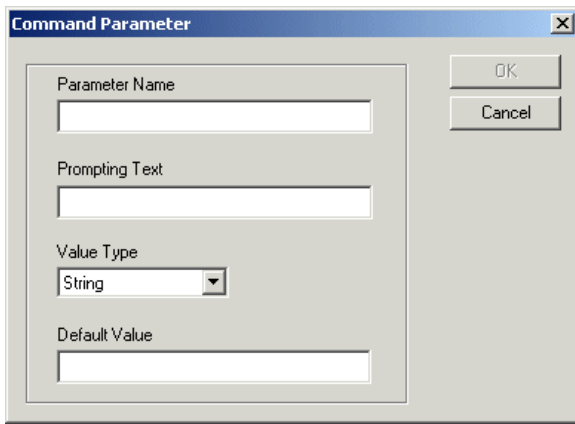 Command Parameter
OK
Parameter Name
Cancel
Prompting Text
Value Type
String
Default Value